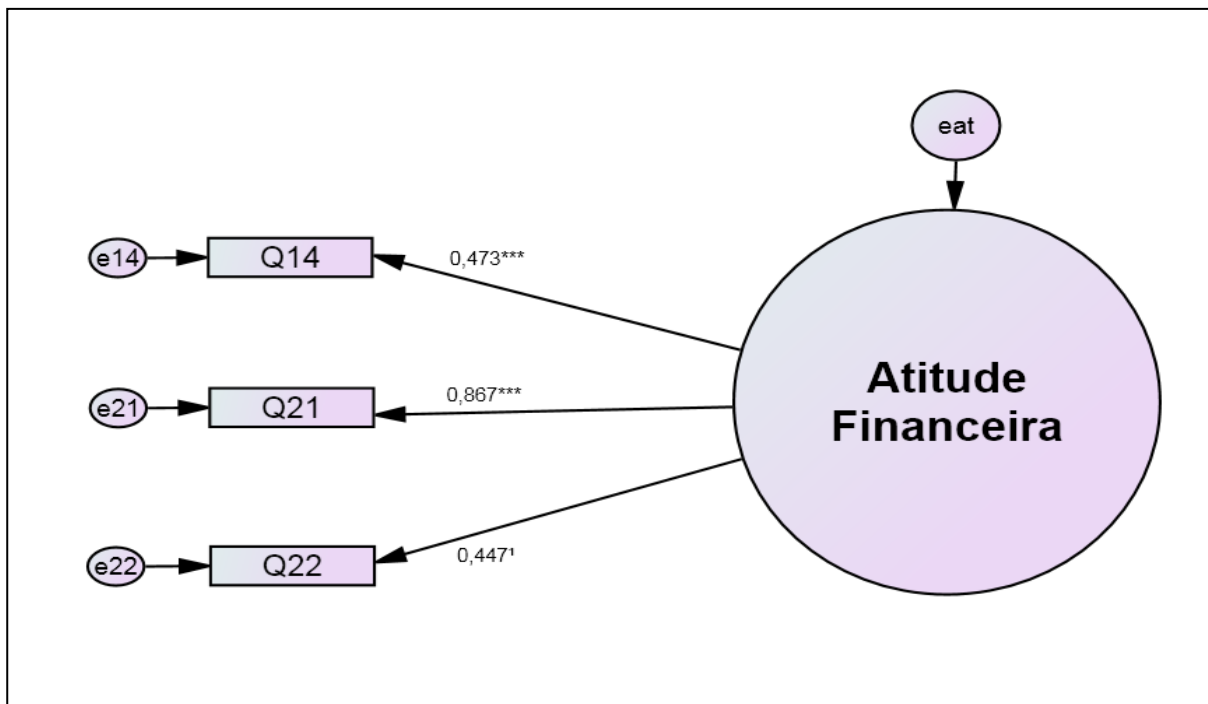 eat
e14
Q14
0,473***
e21
Q21
0,867***
Atitude
Financeira
e22
Q22
0,447¹